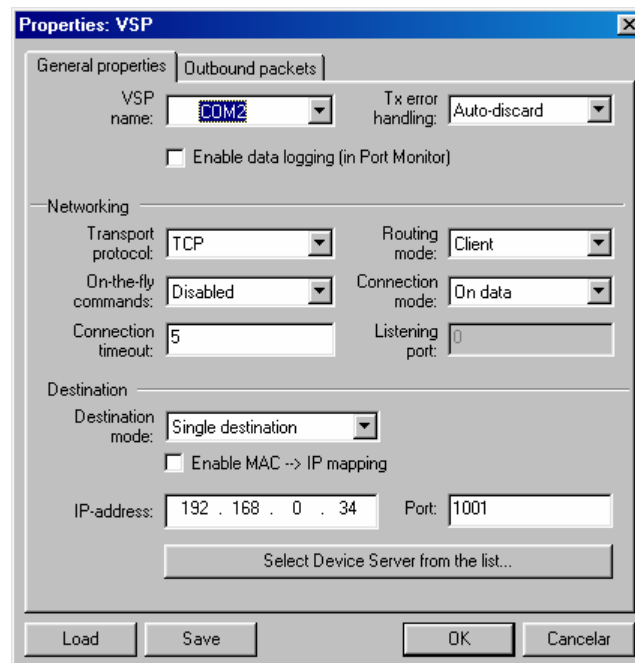 Properties: VSP
General properties
Outbound packets
VSP name: COM2
Tx error handling: Auto-discard
Enable data logging (in Port Monitor)
Networking
Transport protocol: TCP
Routing mode: Client
On-the-fly commands: Disabled
Connection mode: On data
Connection timeout: 5
Listening port: 0
Destination
Destination mode: Single destination
Enable MAC --> IP mapping
IP-address: 192 . 168 . 0 . 34
Port: 1001
Select Device Server from the list...
Load
Save
OK
Cancelar